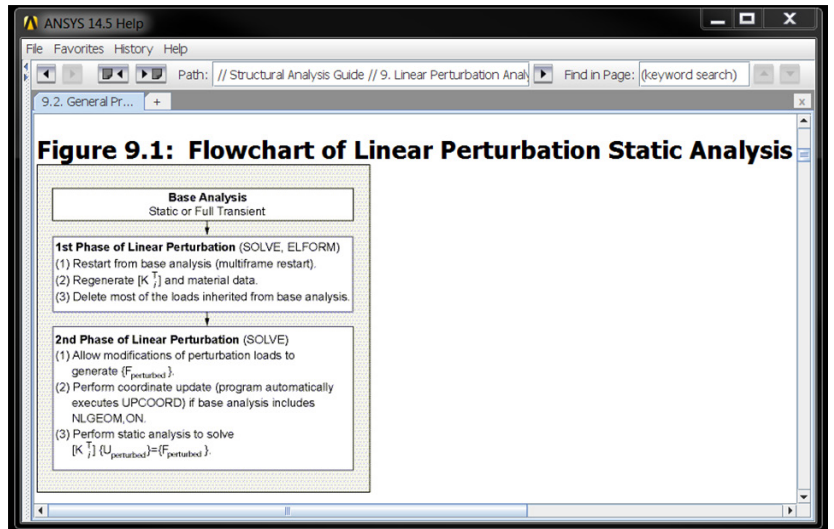 ANSYS 14.5 Help
File Favorites History Help
Path: // Structural Analysis Guide // 9. Linear Perturbation Analy Find in Page: (keyword search)
9.2. General Pr... + x
Figure 9.1: Flowchart of Linear Perturbation Static Analysis
Base Analysis
Static or Full Transient
1st Phase of Linear Perturbation (SOLVE, ELFORM)
(1) Restart from base analysis (multiframe restart).
(2) Regenerate [K T i] and material data.
(3) Delete most of the loads inherited from base analysis.
2nd Phase of Linear Perturbation (SOLVE)
(1) Allow modifications of perturbation loads to
generate {Fperturbed }.
(2) Perform coordinate update (program automatically
executes UPCOORD) if base analysis includes
NLGEOM,ON.
(3) Perform static analysis to solve
[K T i] {Uperturbed}={Fperturbed }.